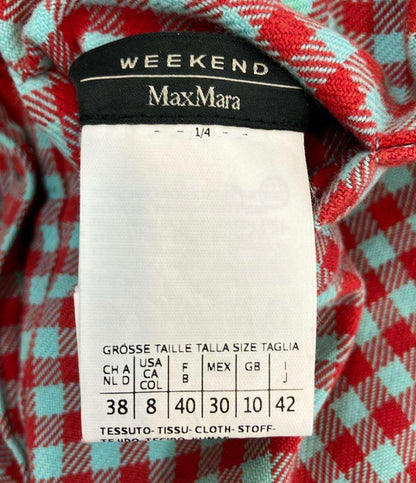 WEEKEND
MaxMara
- - 1/4 - -
GRÖSSE TAILLE TALLA SIZE TAGLIA
CH A NL D USA CA COL F B MEX GB I J
38 8 40 30 10 42
TESSUTO- TISSU- CLOTH- STOFF-